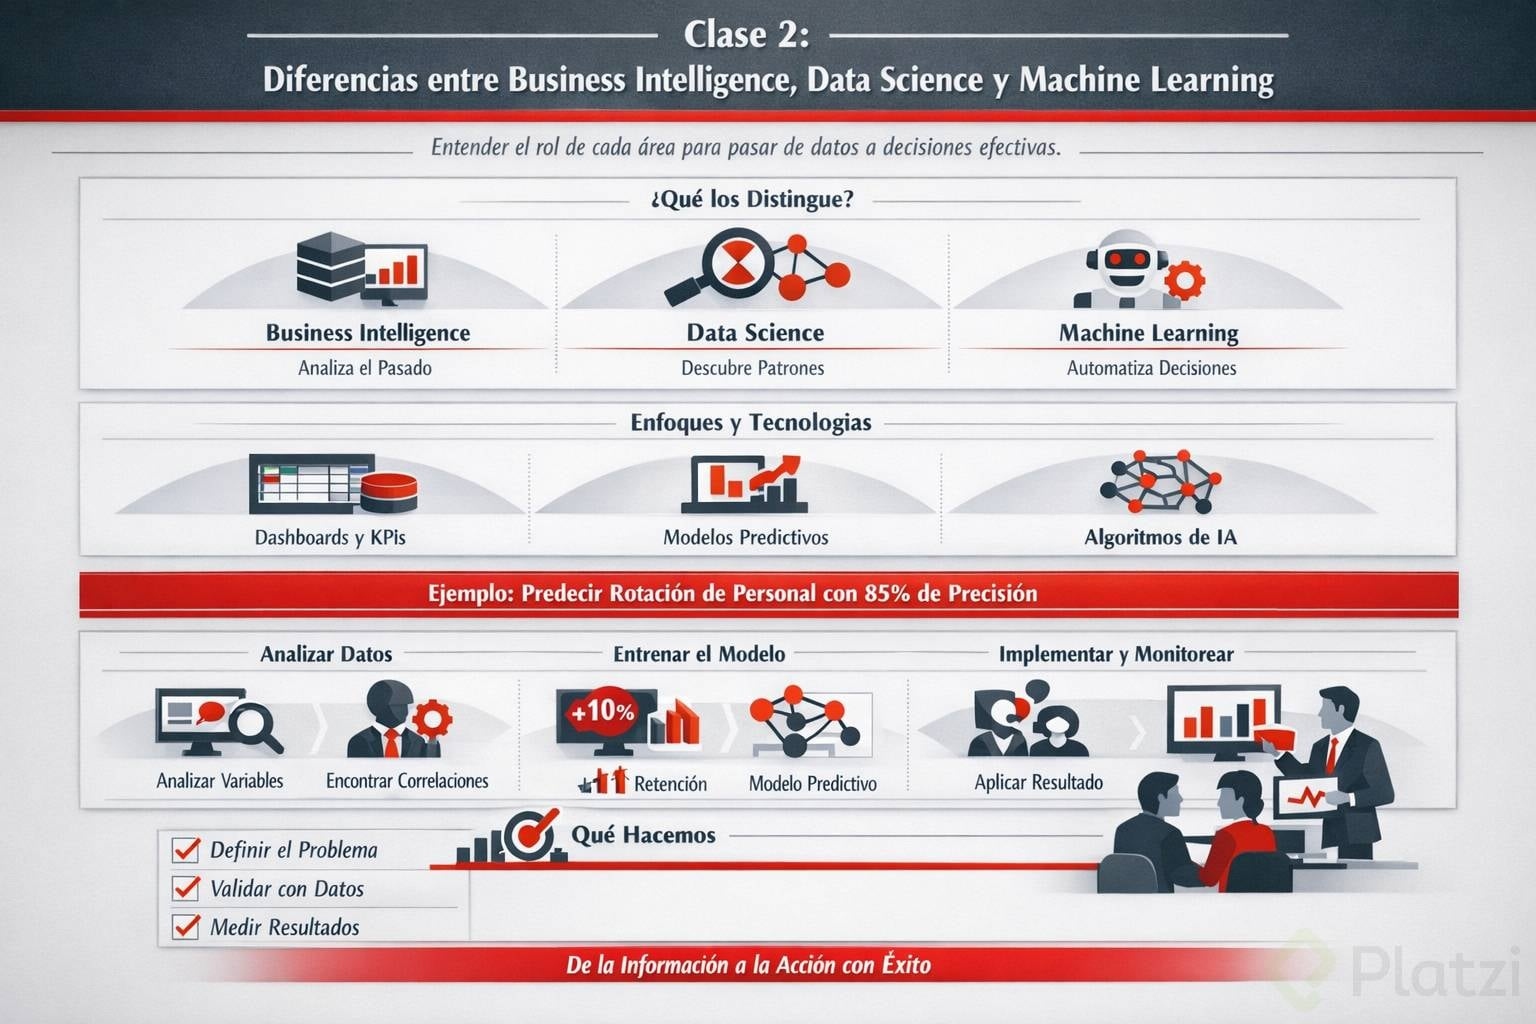 Clase 2:
Diferencias entre Business Intelligence, Data Science y Machine Learning
Entender el rol de cada área para pasar de datos a decisiones efectivas.
¿Qué los Distingue?
Business Intelligence
Analiza el Pasado
Data Science
Descubre Patrones
Machine Learning
Automatiza Decisiones
Enfoques y Tecnologias
Dashboards y KPIs
Modelos Predictivos
Algoritmos de IA
Ejemplo: Predecir Rotación de Personal con 85% de Precisión
Analizar Datos
Analizar Variables
Encontrar Correlaciones
Entrenar el Modelo
+10%
Retención
Modelo Predictivo
Implementar y Monitorear
Aplicar Resultado
Qué Hacemos
Definir el Problema
Validar con Datos
Medir Resultados
De la Información a la Acción con Éxito
Platzi